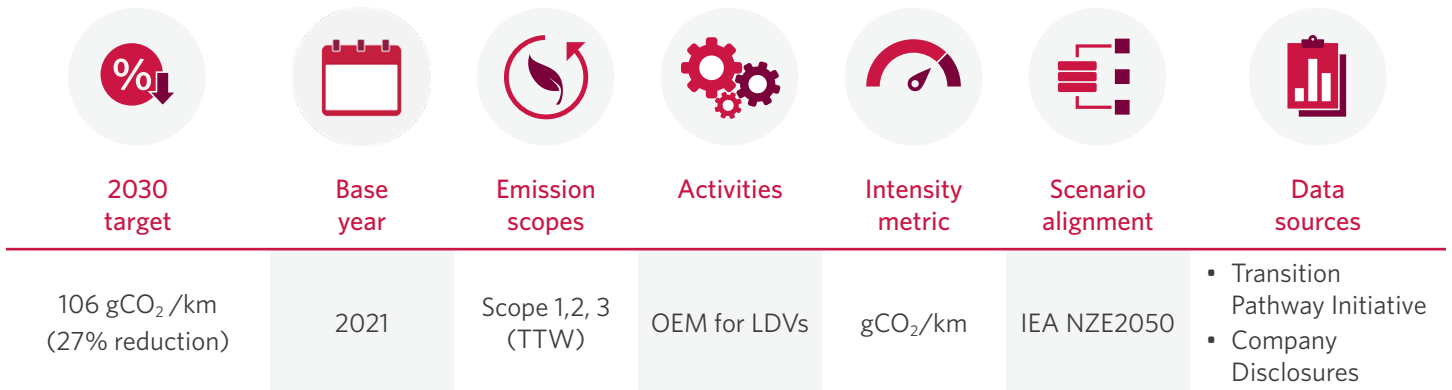 %
2030
target
Base
year
Emission
scopes
Activities
Intensity
metric
Scenario
alignment
Data
sources
106 gCO₂ /km
(27% reduction)
2021
Scope 1,2, 3
(TTW)
OEM for LDVs
gCO₂/km
IEA NZE2050
• Transition
Pathway Initiative
• Company
Disclosures